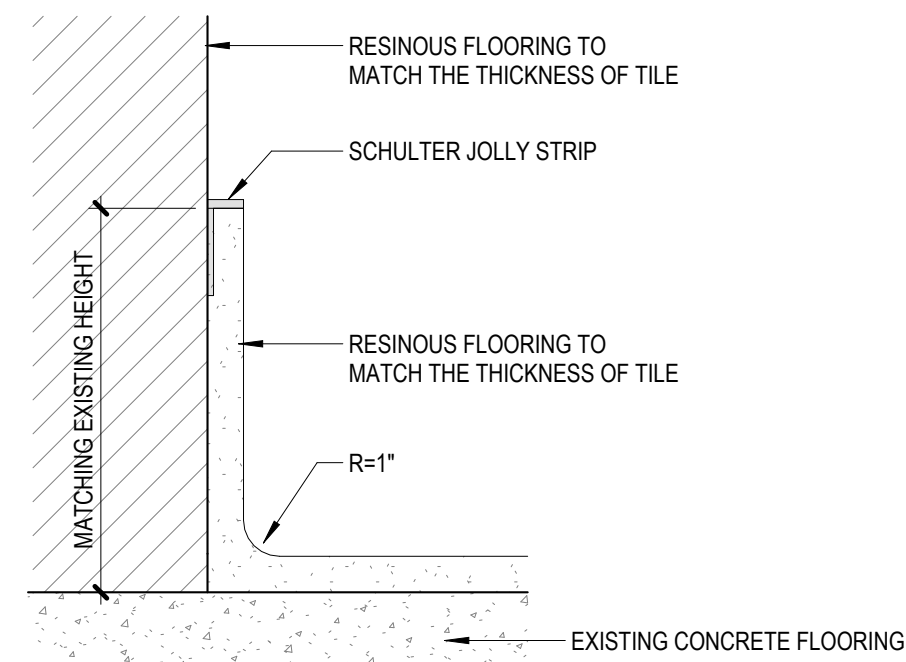 RESINOUS FLOORING TO
MATCH THE THICKNESS OF TILE
SCHULTER JOLLY STRIP
MATCHING EXISTING HEIGHT
RESINOUS FLOORING TO
MATCH THE THICKNESS OF TILE
R=1"
EXISTING CONCRETE FLOORING